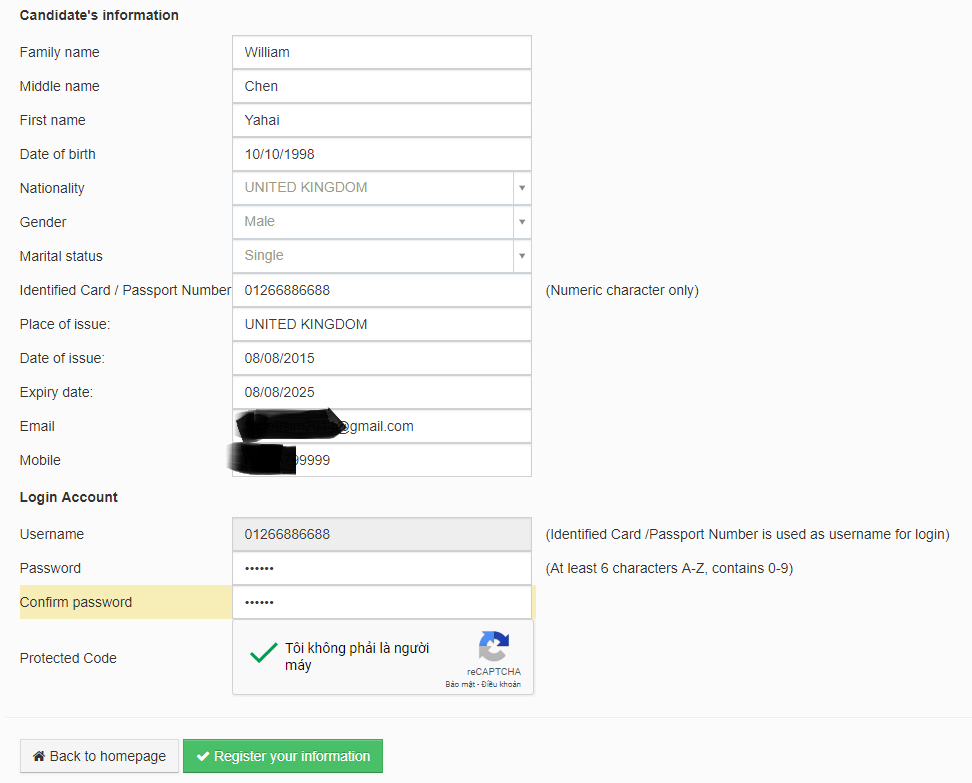 Candidate's information
Family name William
Middle name Chen
First name Yahai
Date of birth 10/10/1998
Nationality UNITED KINGDOM
Gender Male
Marital status Single
Identified Card / Passport Number 01266886688 (Numeric character only)
Place of issue: UNITED KINGDOM
Date of issue: 08/08/2015
Expiry date: 08/08/2025
Email @gmail.com
Mobile 99999
Login Account
Username 01266886688 (Identified Card /Passport Number is used as username for login)
Password •••••• (At least 6 characters A-Z, contains 0-9)
Confirm password ••••••
Protected Code
Tôi không phải là người
máy
reCAPTCHA
Bảo mật - Điều khoản
Back to homepage Register your information